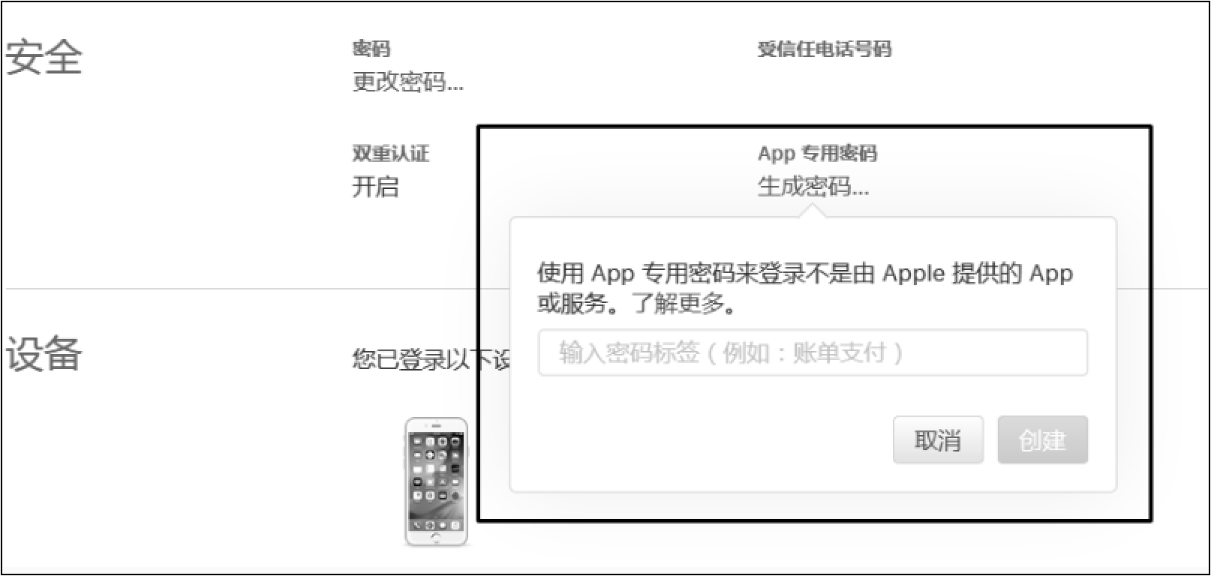 安全
密码
受信任电话号码
更改密码...
双重认证
App 专用密码
开启
生成密码...
使用 App 专用密码来登录不是由 Apple 提供的 App
或服务。了解更多。
输入密码标签（例如：账单支付）
取消
创建
设备
您已登录以下设